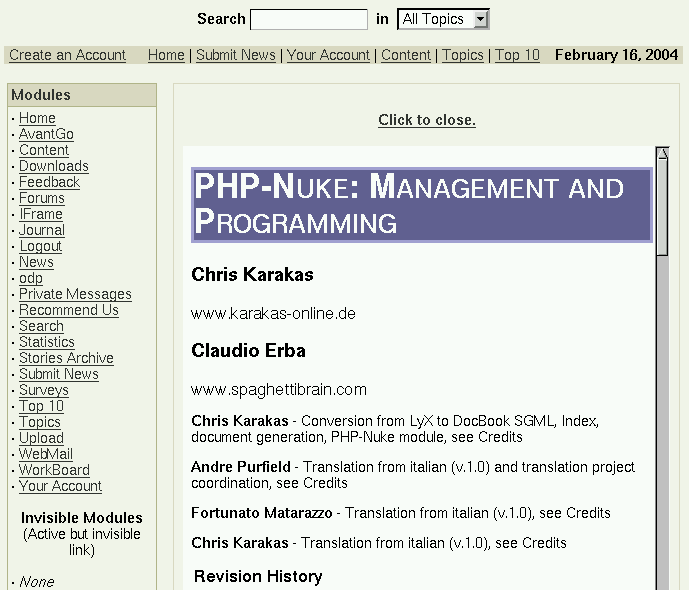 Search in All Topics
Create an Account Home | Submit News | Your Account | Content | Topics | Top 10 February 16, 2004
Modules
· Home
· AvantGo
· Content
· Downloads
· Feedback
· Forums
· IFrame
· Journal
· Logout
· News
· odp
· Private Messages
· Recommend Us
· Search
· Statistics
· Stories Archive
· Submit News
· Surveys
· Top 10
· Topics
· Upload
· WebMail
· WorkBoard
· Your Account
Invisible Modules
(Active but invisible
link)
· None
Click to close.
PHP-NUKE: MANAGEMENT AND
PROGRAMMING
Chris Karakas
www.karakas-online.de
Claudio Erba
www.spaghettibrain.com
Chris Karakas - Conversion from LyX to DocBook SGML, Index,
document generation, PHP-Nuke module, see Credits
Andre Purfield - Translation from italian (v.1.0) and translation project
coordination, see Credits
Fortunato Matarazzo - Translation from italian (v.1.0), see Credits
Chris Karakas - Translation from italian (v.1.0), see Credits
Revision History